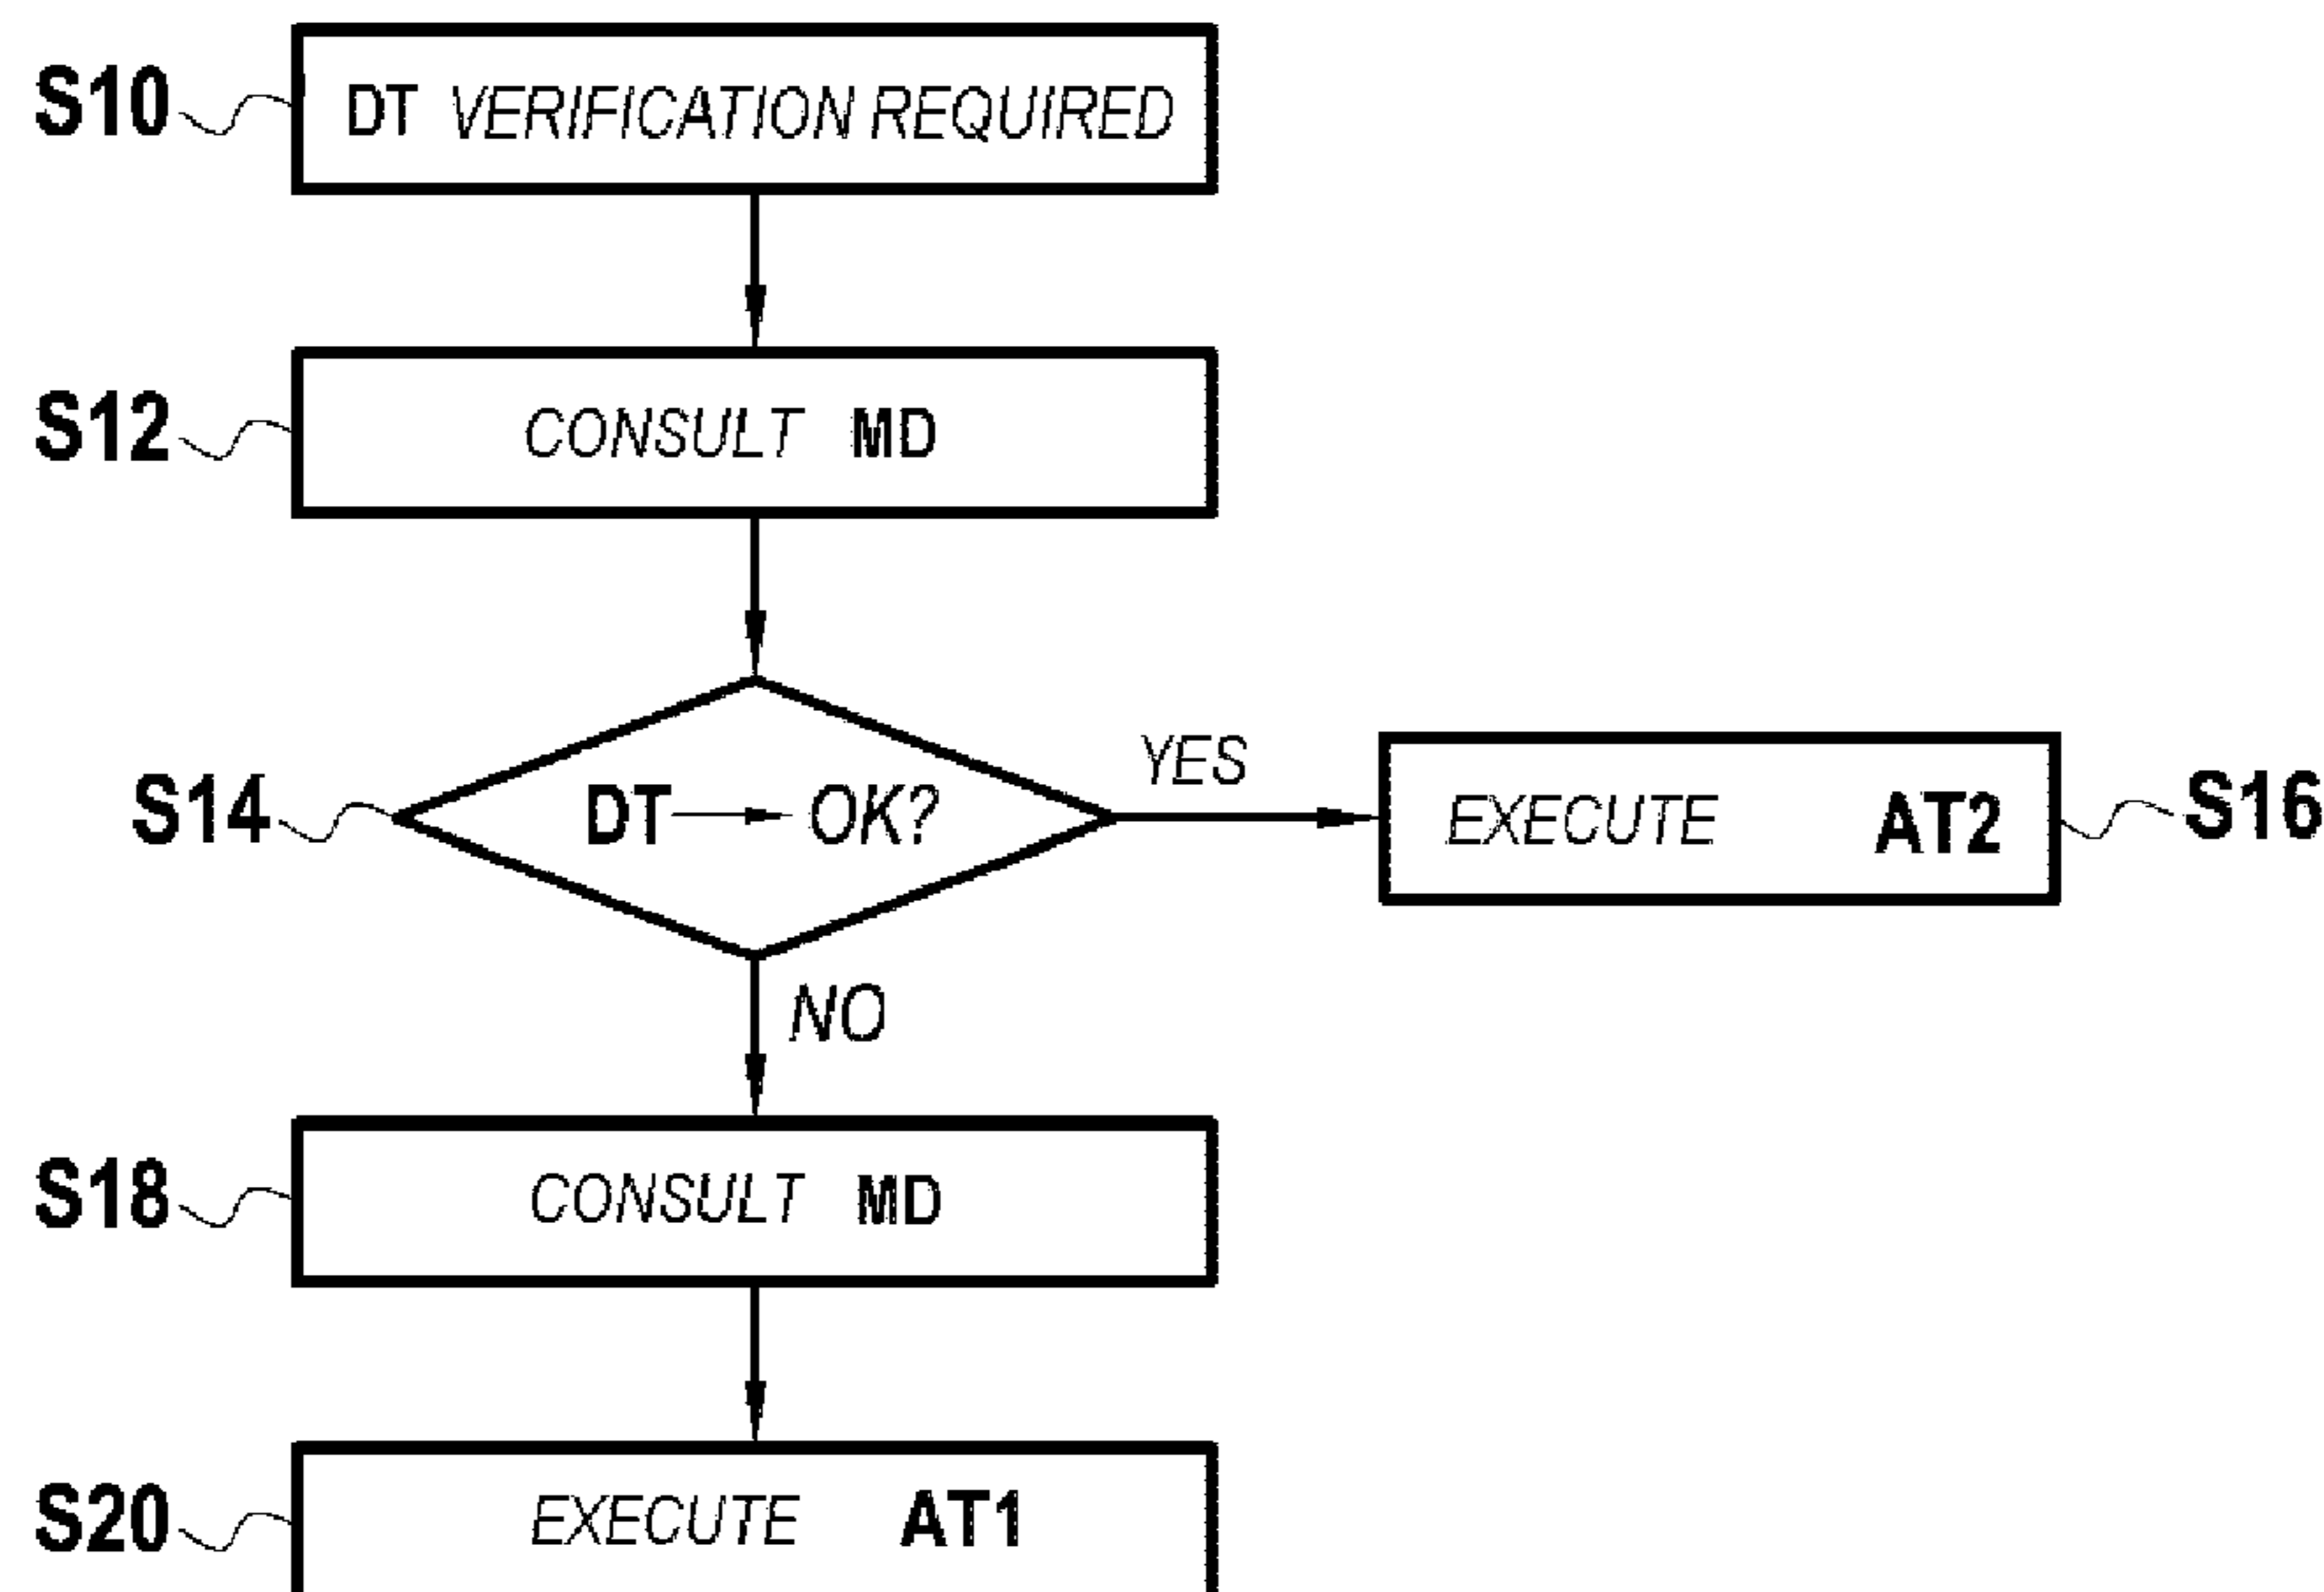 S10 DT VERIFICATION REQUIRED
S12 CONSULT MD
S14 DT OK? YES EXECUTE AT2 S16
NO
S18 CONSULT MD
S20 EXECUTE AT1